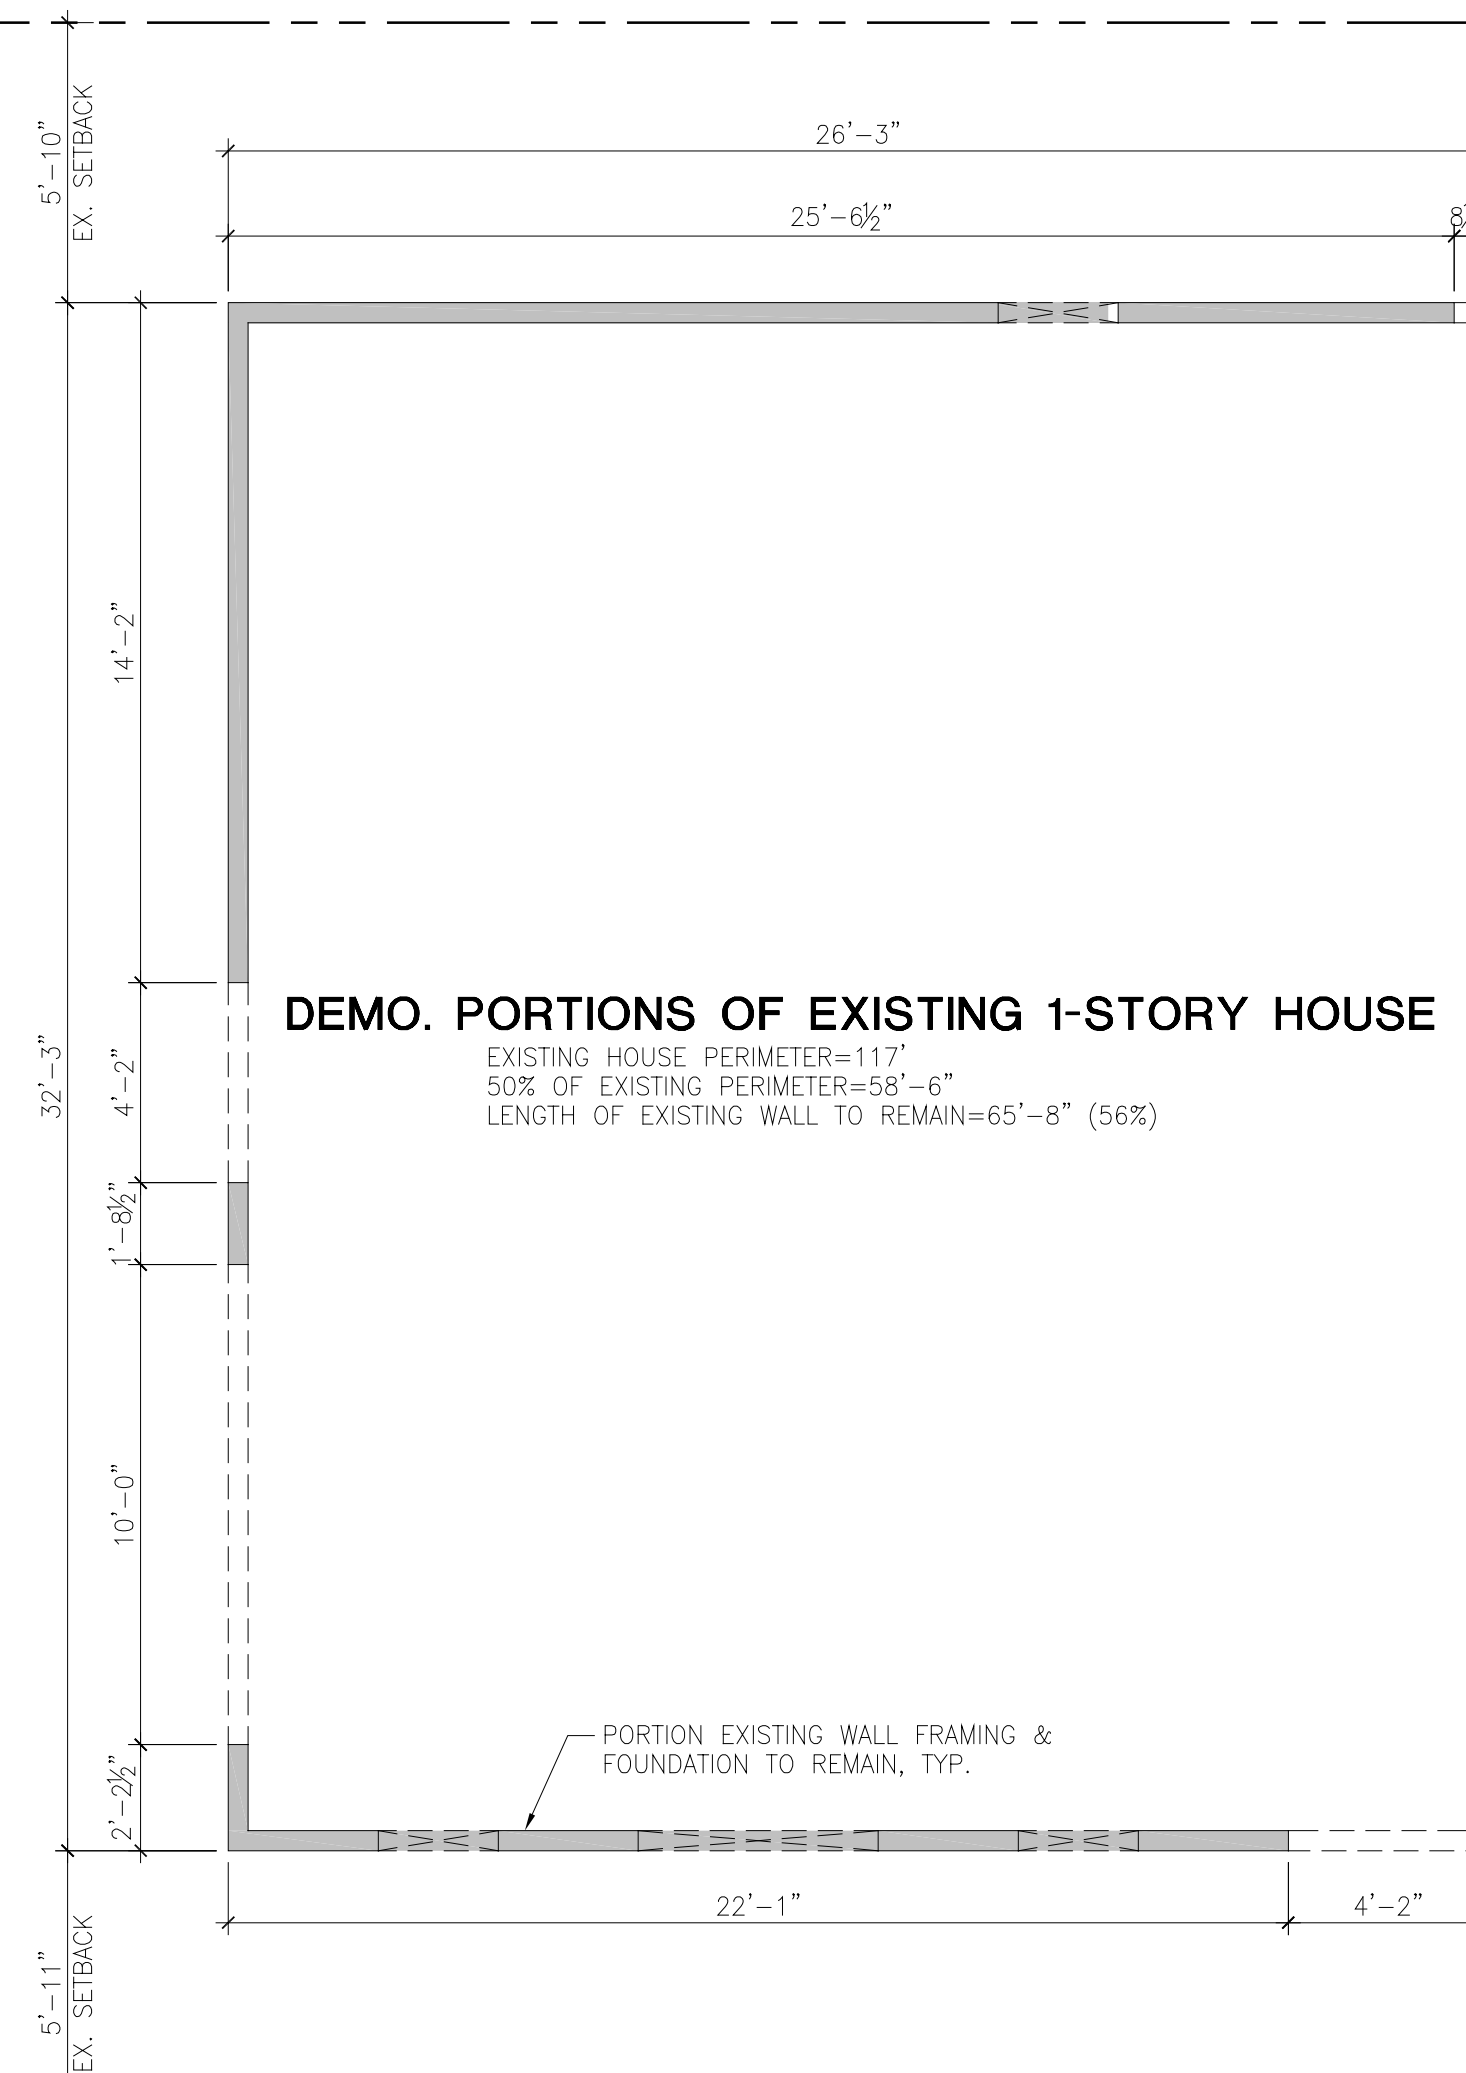 5'-10"
EX. SETBACK
26'-3"
25'-6½"
14'-2"
DEMO. PORTIONS OF EXISTING 1-STORY HOUSE
EXISTING HOUSE PERIMETER=117'
50% OF EXISTING PERIMETER=58'-6"
LENGTH OF EXISTING WALL TO REMAIN=65'-8" (56%)
32'-3"
4'-2"
1'-8½"
10'-0"
PORTION EXISTING WALL FRAMING &
FOUNDATION TO REMAIN, TYP.
2'-2½"
22'-1"
4'-2"
5'-11"
EX. SETBACK